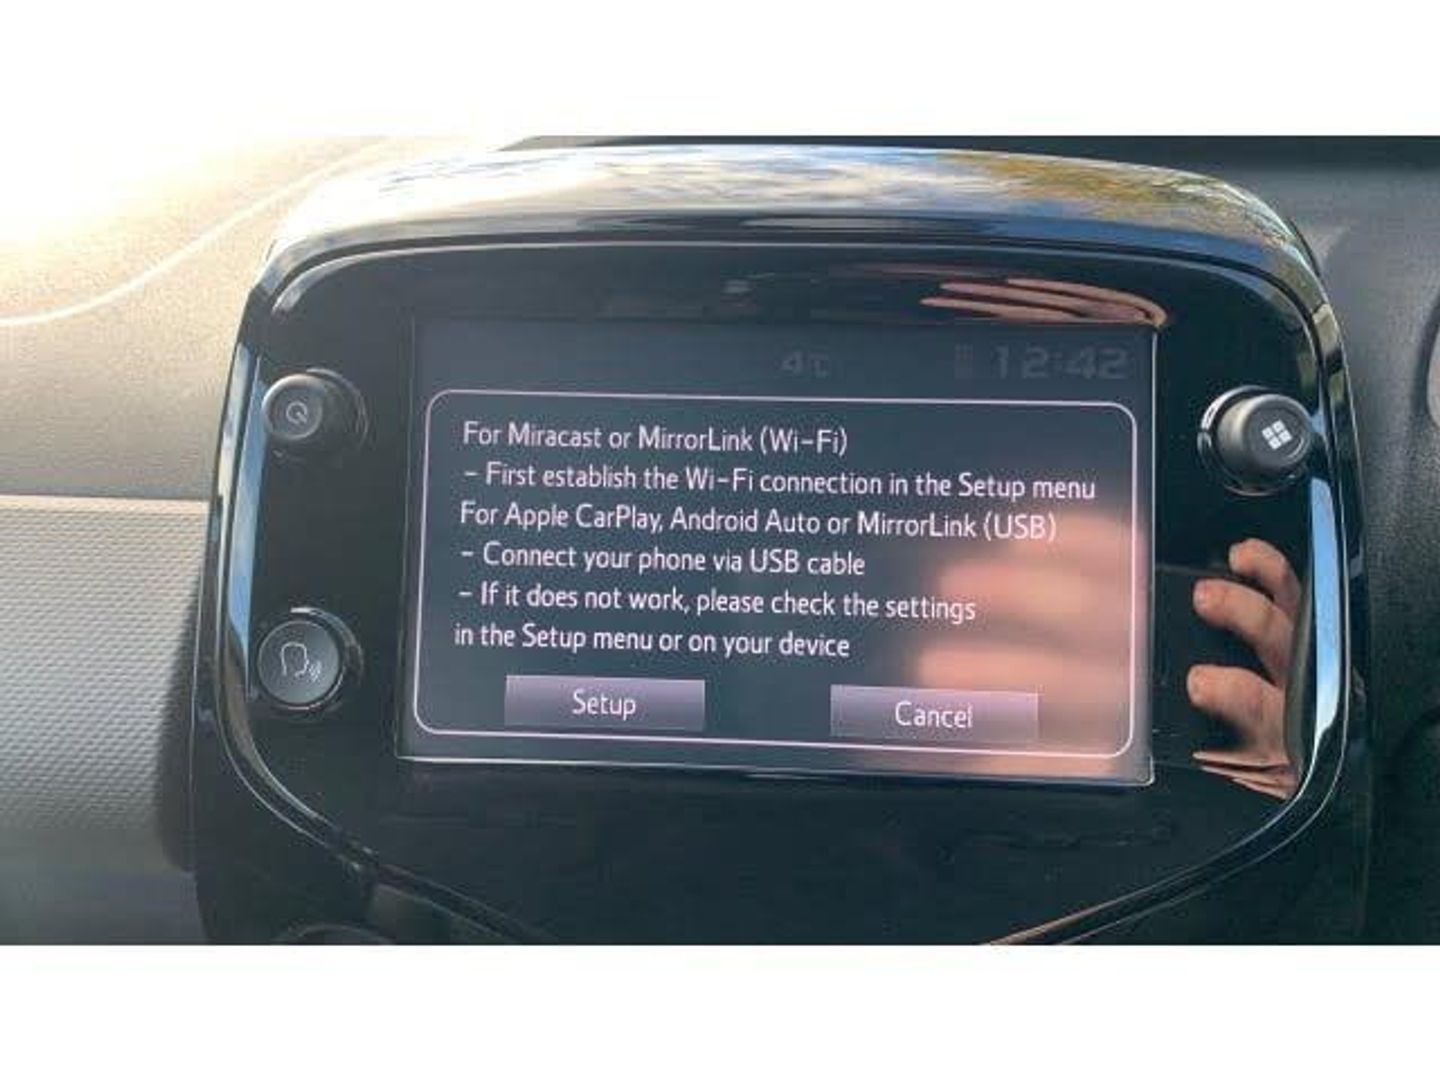 4°C 12:42
For Miracast or MirrorLink (Wi-Fi)
- First establish the Wi-Fi connection in the Setup menu
For Apple CarPlay, Android Auto or MirrorLink (USB)
- Connect your phone via USB cable
- If it does not work, please check the settings
in the Setup menu or on your device
Setup Cancel